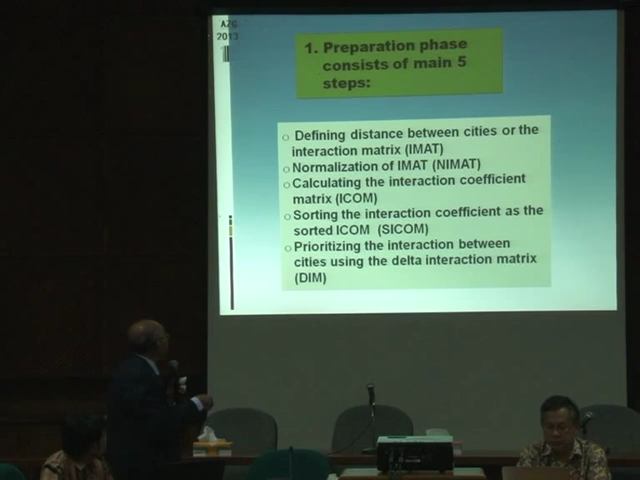 AZG
2013
1. Preparation phase
consists of main 5
steps:
○ Defining distance between cities or the
interaction matrix (IMAT)
○ Normalization of IMAT (NIMAT)
○ Calculating the interaction coefficient
matrix (ICOM)
○ Sorting the interaction coefficient as the
sorted ICOM (SICOM)
○ Prioritizing the interaction between
cities using the delta interaction matrix
(DIM)